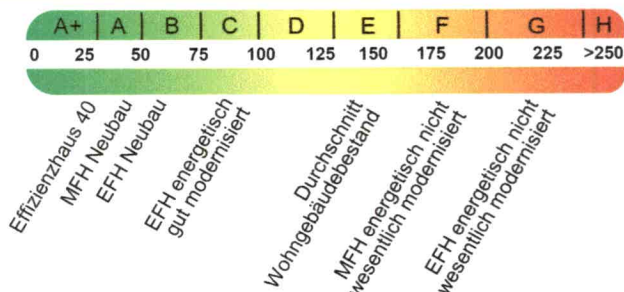 A+ A B C D E F G H
0 25 50 75 100 125 150 175 200 225 >250
Effizienzhaus 40
MFH Neubau
EFH Neubau
EFH energetisch
gut modernisiert
Durchschnitt
Wohngebäudebestand
MFH energetisch nicht
wesentlich modernisiert
EFH energetisch nicht
wesentlich modernisiert